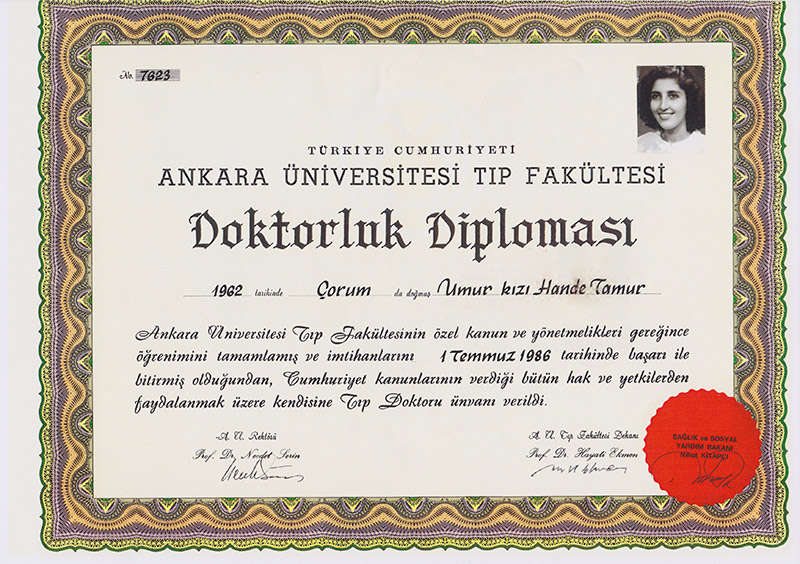 No. 7623
TÜRKİYE CUMHURİYETİ
ANKARA ÜNİVERSİTESİ TIP FAKÜLTESİ
Doktorluk Diploması
1962 tarihinde Çorum da doğmuş Umur kızı Hande Tamur
Ankara Üniversitesi Tıp Fakültesinin özel kanun ve yönetmelikleri gereğince
öğrenimini tamamlamış ve imtihanlarını 1 Temmuz 1986 tarihinde başarı ile
bitirmiş olduğundan, Cumhuriyet kanunlarının verdiği bütün hak ve yetkilerden
faydalanmak üzere kendisine Tıp Doktoru ünvanı verildi.
A. Ü. Rektörü
Prof. Dr. Necdet Serin
A. Ü. Tıp Fakültesi Dekanı
Prof. Dr. Hayati Ekmen
SAĞLIK ve SOSYAL
YARDIM BAKANI